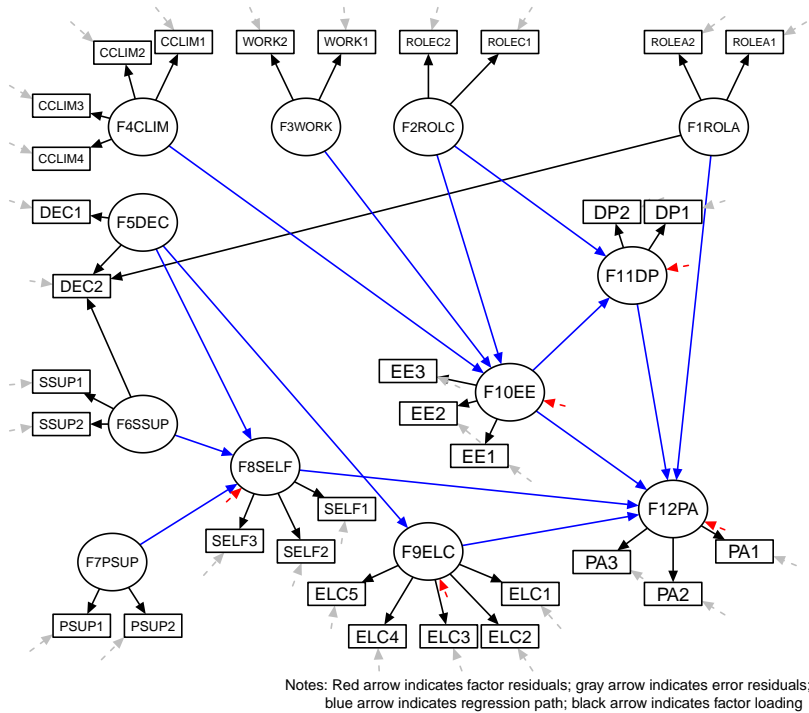 CCLIM1
WORK2
WORK1
ROLEC2
ROLEC1
ROLEA2
ROLEA1
CCLIM2
CCLIM3
F4CLIM
F3WORK
F2ROLC
F1ROLA
CCLIM4
DEC1
F5DEC
DP2
DP1
F11DP
DEC2
EE3
F10EE
SSUP1
EE2
SSUP2
F6SSUP
EE1
F8SELF
SELF1
F12PA
SELF3
SELF2
F9ELC
PA3
PA1
F7PSUP
ELC5
ELC1
PA2
PSUP1
PSUP2
ELC4
ELC3
ELC2
Notes: Red arrow indicates factor residuals; gray arrow indicates error residuals;
blue arrow indicates regression path; black arrow indicates factor loading